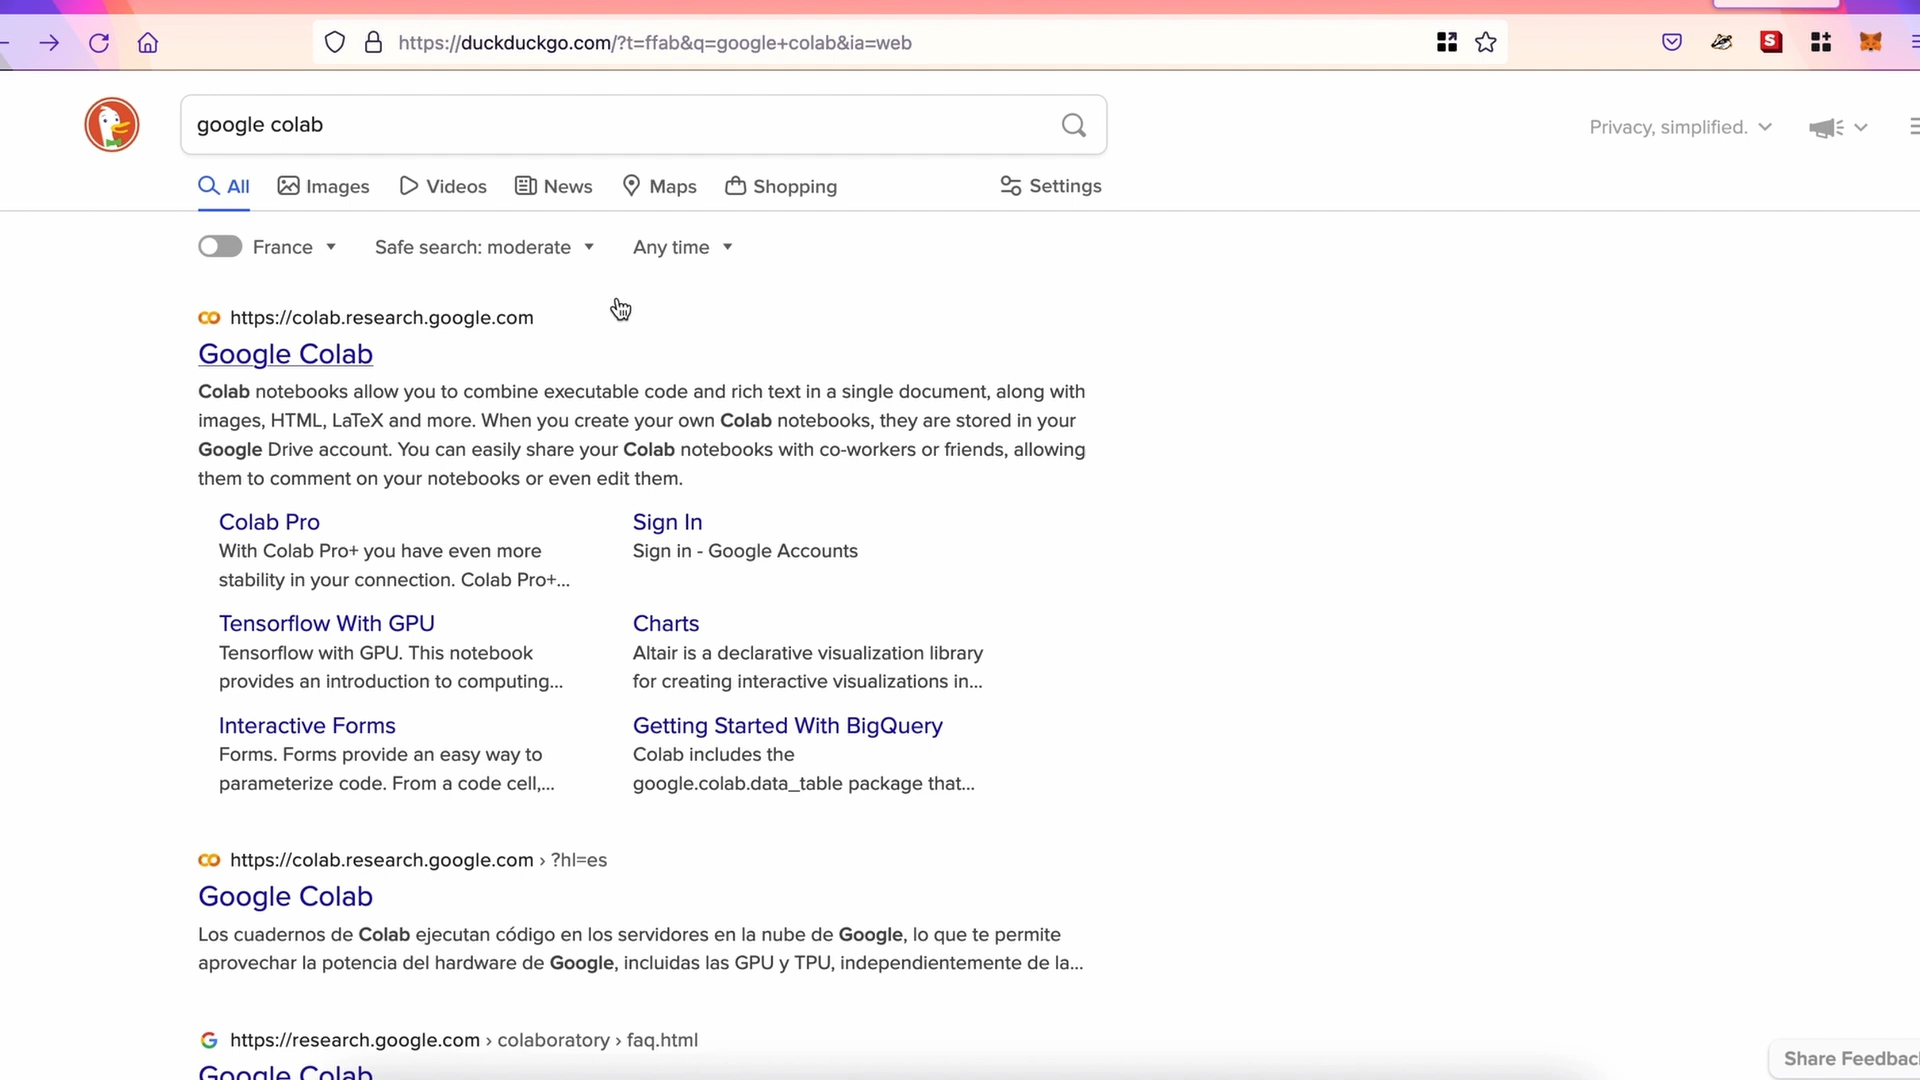 https://duckduckgo.com/?t=ffab&q=google+colab&ia=web
google colab
Privacy, simplified.
All Images Videos News Maps Shopping Settings
France Safe search: moderate Any time
https://colab.research.google.com
Google Colab
Colab notebooks allow you to combine executable code and rich text in a single document, along with
images, HTML, LaTeX and more. When you create your own Colab notebooks, they are stored in your
Google Drive account. You can easily share your Colab notebooks with co-workers or friends, allowing
them to comment on your notebooks or even edit them.
Colab Pro
With Colab Pro+ you have even more
stability in your connection. Colab Pro+...
Sign In
Sign in - Google Accounts
Tensorflow With GPU
Tensorflow with GPU. This notebook
provides an introduction to computing...
Charts
Altair is a declarative visualization library
for creating interactive visualizations in...
Interactive Forms
Forms. Forms provide an easy way to
parameterize code. From a code cell,...
Getting Started With BigQuery
Colab includes the
google.colab.data_table package that...
https://colab.research.google.com › ?hl=es
Google Colab
Los cuadernos de Colab ejecutan código en los servidores en la nube de Google, lo que te permite
aprovechar la potencia del hardware de Google, incluidas las GPU y TPU, independientemente de la...
https://research.google.com › colaboratory › faq.html
Google Colab
Share Feedback